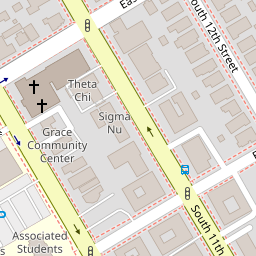 Eas
South 12th Street
Theta
Chi
Sigma
Nu
Grace
Community
Center
E
South 11th
Associated
Students